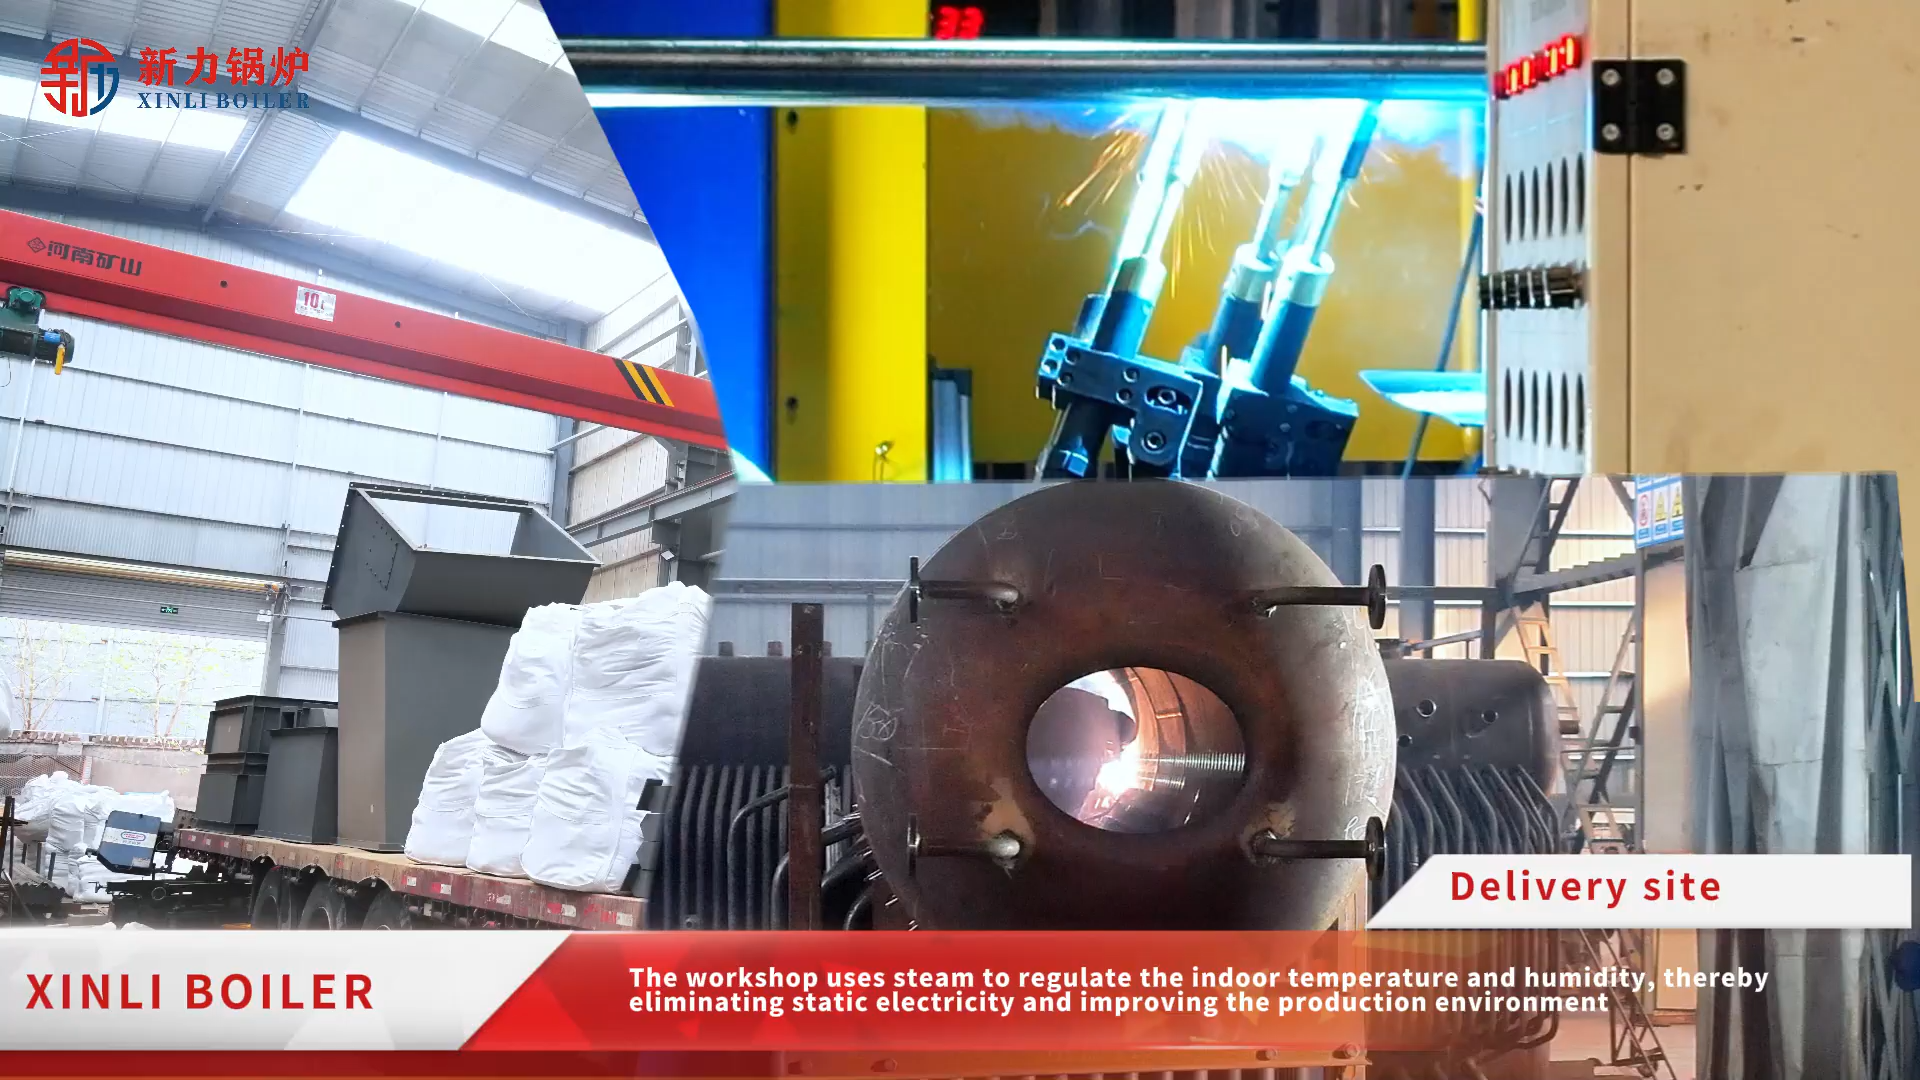 新力锅炉
XINLI BOILER
33
河南矿山
10t
Delivery site
XINLI BOILER
The workshop uses steam to regulate the indoor temperature and humidity, thereby
eliminating static electricity and improving the production environment